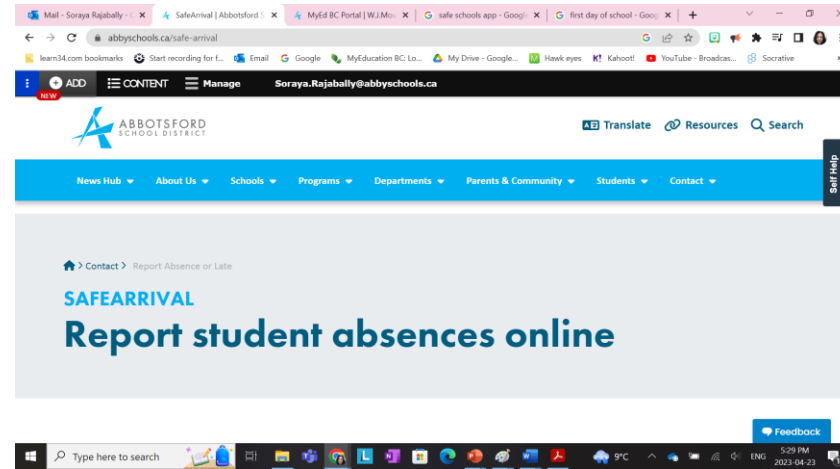 Mail - Soraya Rajabally - C
SafeArrival | Abbotsford S
MyEd BC Portal | W.J.Mou
safe schools app - Google
first day of school - Goog
abbyschools.ca/safe-arrival
learn34.com bookmarks Start recording for f... Email Google MyEducation BC: Lo... My Drive - Google... Hawk eyes K! Kahoot! YouTube - Broadcas... Socrative
ADD CONTENT Manage Soraya.Rajabally@abbyschools.ca
NEW
ABBOTSFORD
SCHOOL DISTRICT
Translate Resources Search
Self Help
News Hub About Us Schools Programs Departments Parents & Community Students Contact
> Contact > Report Absence or Late
SAFEARRIVAL
Report student absences online
Feedback
Type here to search
9°C
ENG
5:29 PM
2023-04-23